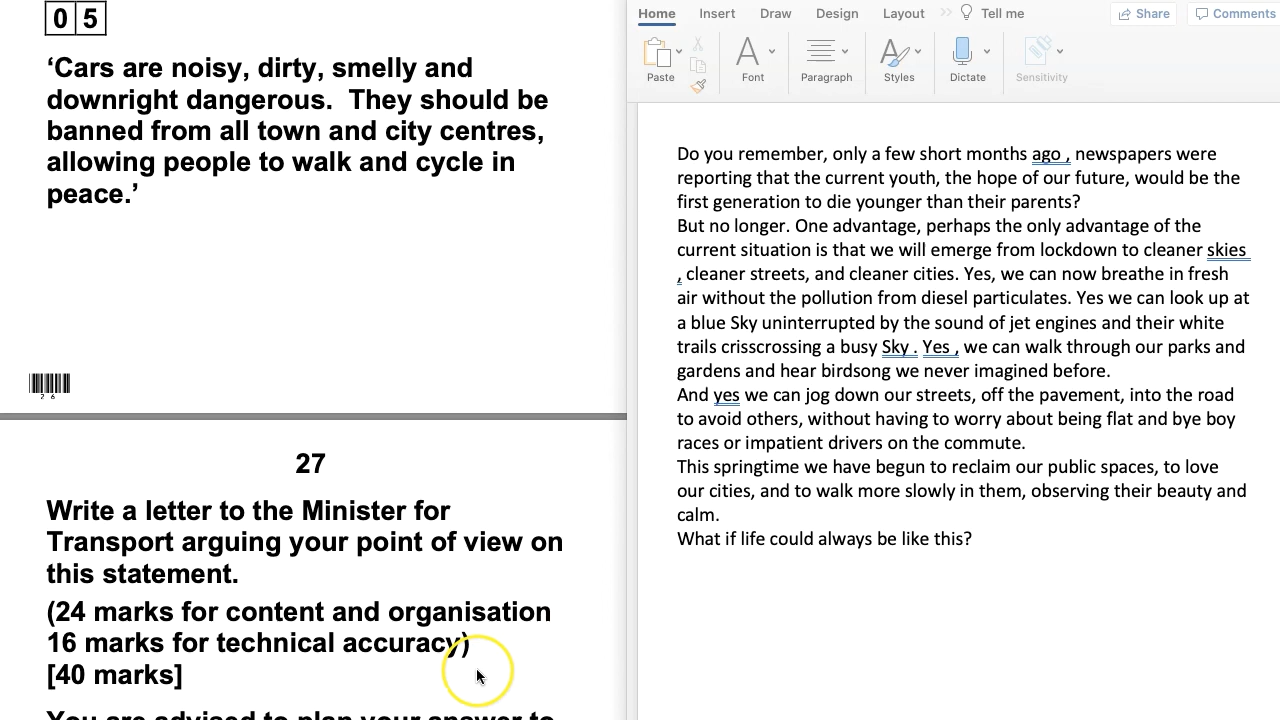 0 5
‘Cars are noisy, dirty, smelly and
downright dangerous. They should be
banned from all town and city centres,
allowing people to walk and cycle in
peace.’
2 6
27
Write a letter to the Minister for
Transport arguing your point of view on
this statement.
(24 marks for content and organisation
16 marks for technical accuracy)
[40 marks]
You are advised to plan your answer to
Home Insert Draw Design Layout Tell me Share Comments
Paste Font Paragraph Styles Dictate Sensitivity
Do you remember, only a few short months ago , newspapers were
reporting that the current youth, the hope of our future, would be the
first generation to die younger than their parents?
But no longer. One advantage, perhaps the only advantage of the
current situation is that we will emerge from lockdown to cleaner skies
, cleaner streets, and cleaner cities. Yes, we can now breathe in fresh
air without the pollution from diesel particulates. Yes we can look up at
a blue Sky uninterrupted by the sound of jet engines and their white
trails crisscrossing a busy Sky . Yes , we can walk through our parks and
gardens and hear birdsong we never imagined before.
And yes we can jog down our streets, off the pavement, into the road
to avoid others, without having to worry about being flat and bye boy
races or impatient drivers on the commute.
This springtime we have begun to reclaim our public spaces, to love
our cities, and to walk more slowly in them, observing their beauty and
calm.
What if life could always be like this?